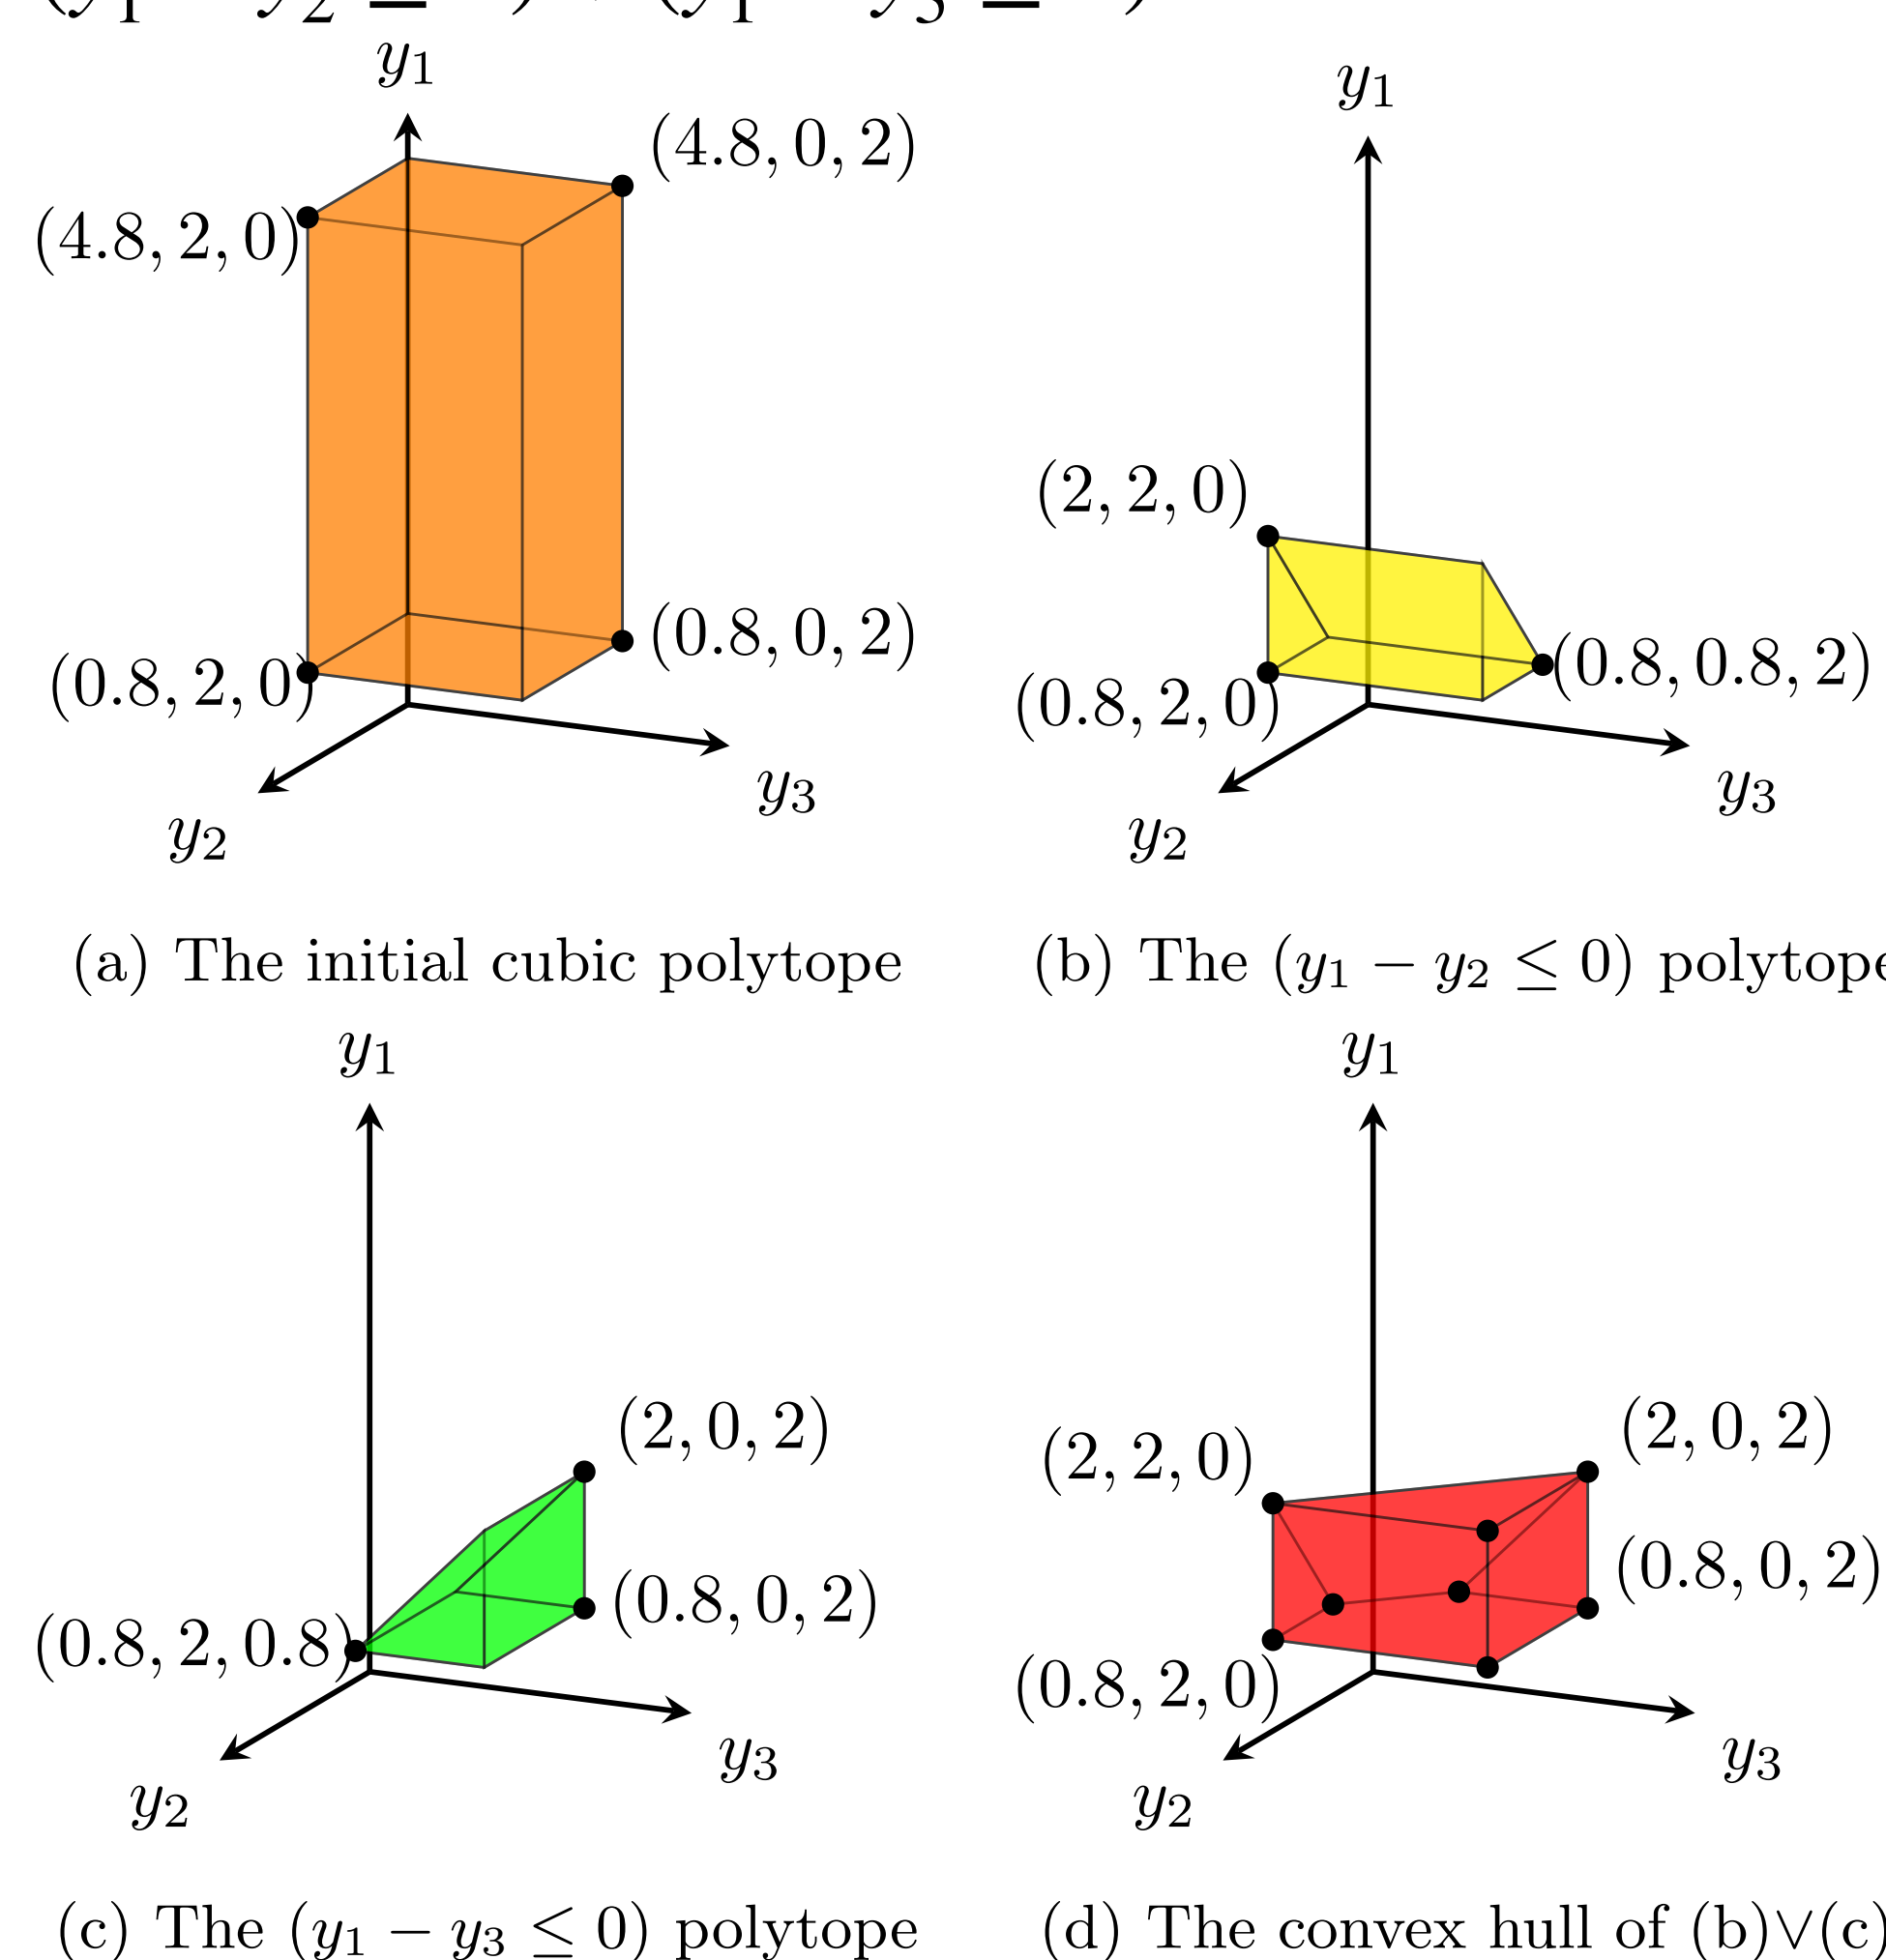 y1
(4.8, 0, 2)
(4.8, 2, 0)
(0.8, 0, 2)
(0.8, 2, 0)
y3
y2
(a) The initial cubic polytope
y1
(2, 2, 0)
(0.8, 0.8, 2)
(0.8, 2, 0)
y3
y2
(b) The (y1 − y2 ≤ 0) polytope
y1
(2, 0, 2)
(0.8, 0, 2)
(0.8, 2, 0.8)
y3
y2
(c) The (y1 − y3 ≤ 0) polytope
y1
(2, 0, 2)
(2, 2, 0)
(0.8, 0, 2)
(0.8, 2, 0)
y3
y2
(d) The convex hull of (b)∨(c)